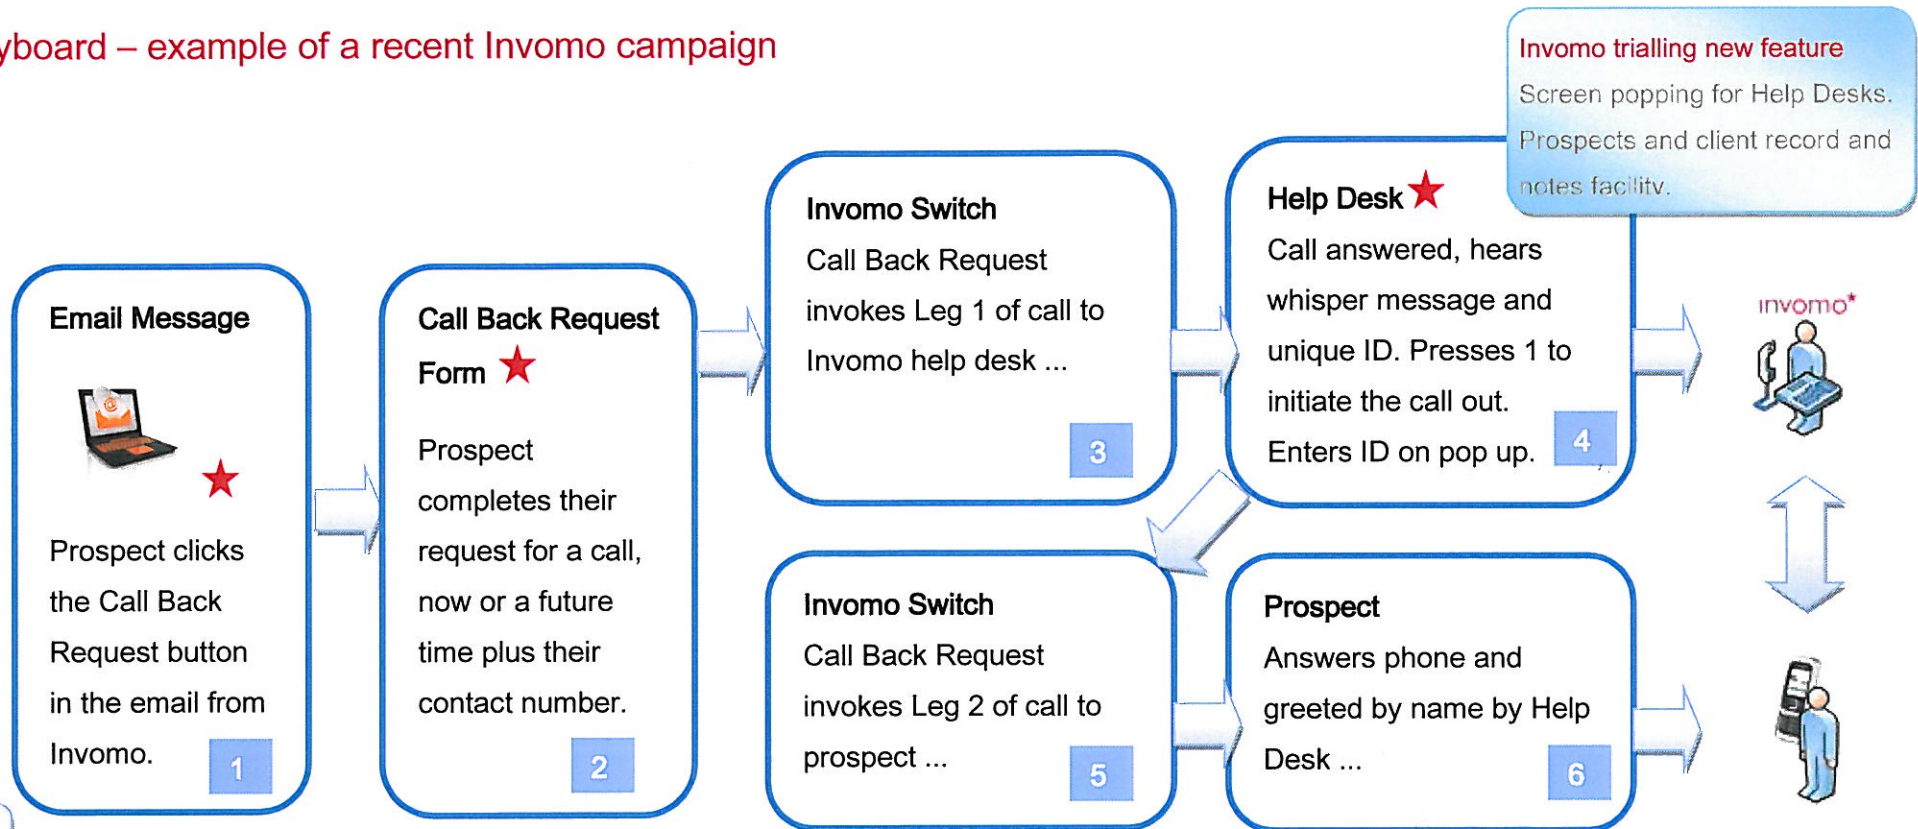 yboard – example of a recent Invomo campaign
Invomo trialling new feature
Screen popping for Help Desks.
Prospects and client record and
notes facility.
Email Message
Prospect clicks
the Call Back
Request button
in the email from
Invomo.
1
Call Back Request
Form
Prospect
completes their
request for a call,
now or a future
time plus their
contact number.
2
Invomo Switch
Call Back Request
invokes Leg 1 of call to
Invomo help desk ...
3
Help Desk
Call answered, hears
whisper message and
unique ID. Presses 1 to
initiate the call out.
Enters ID on pop up.
4
invomo*
Invomo Switch
Call Back Request
invokes Leg 2 of call to
prospect ...
5
Prospect
Answers phone and
greeted by name by Help
Desk ...
6